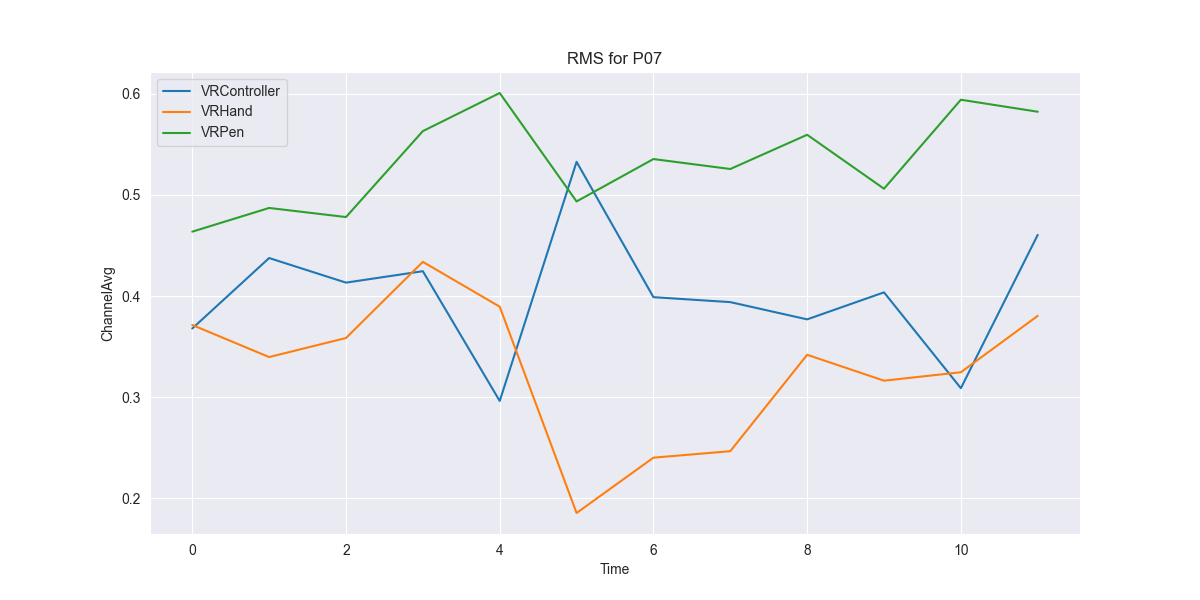 RMS for P07
VRController
VRHand
VRPen
0.6
0.5
0.4
0.3
0.2
ChannelAvg
0 2 4 6 8 10
Time